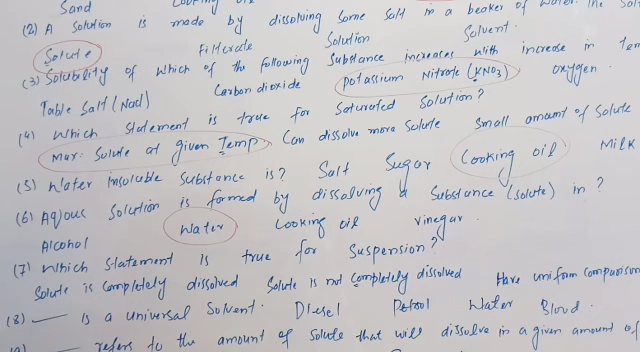 Sand
(2) A solution is made by dissolving some salt in a beaker of water. The
Solute Filtrate Solution Solvent.
(3) Solubility of which of the following substance increases with increase in
Table Salt (Nacl) Carbon dioxide potassium Nitrate (KNO3) oxygen.
(4) Which statement is true for Saturated Solution?
Max: Solute at given Temp, Can dissolve more Solute Small amount of Solute
(5) Water insoluble substance is? Salt Sugar Cooking oil Milk
(6) Aqous Solution is formed by dissolving a Substance (solute) in?
Alcohol Water Cooking oil vinegar.
(7) Which statement is true for Suspension?
Solute is completely dissolved Solute is not completely dissolved Have uniform comparison
(8) — is a universal Solvent. Diesel Petrol Water Blood.
— refers to the amount of Solute that will dissolve in a given amount of